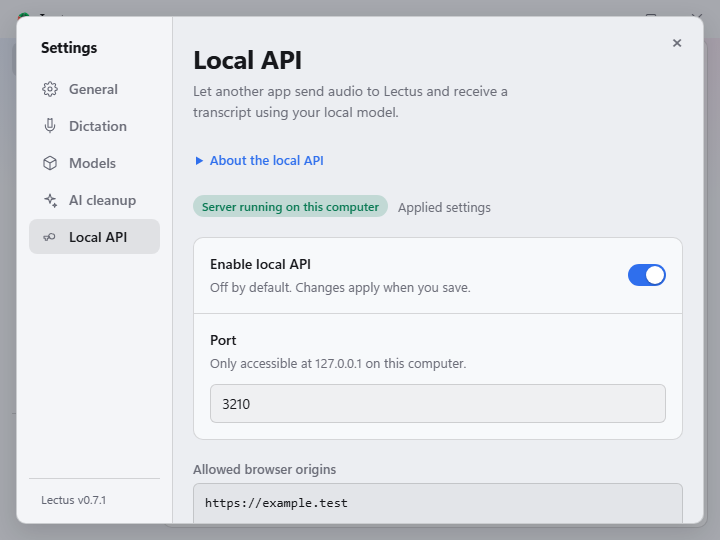 Settings
General
Dictation
Models
AI cleanup
Local API
Lectus v0.7.1
Local API
Let another app send audio to Lectus and receive a
transcript using your local model.
About the local API
Server running on this computer
Applied settings
Enable local API
Off by default. Changes apply when you save.
Port
Only accessible at 127.0.0.1 on this computer.
3210
Allowed browser origins
https://example.test